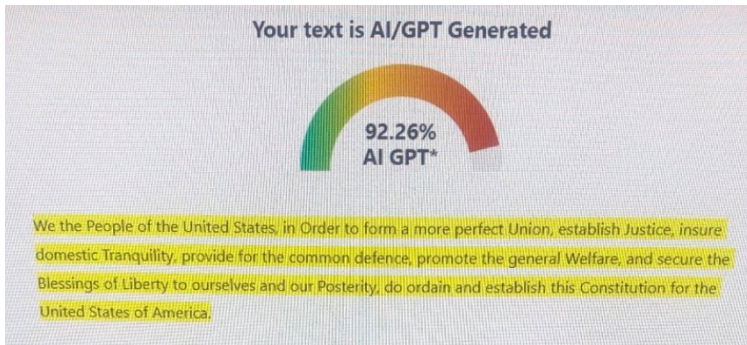 Your text is AI/GPT Generated
92.26%
AI GPT*
We the People of the United States, in Order to form a more perfect Union, establish Justice, insure
domestic Tranquility, provide for the common defence, promote the general Welfare, and secure the
Blessings of Liberty to ourselves and our Posterity, do ordain and establish this Constitution for the
United States of America.